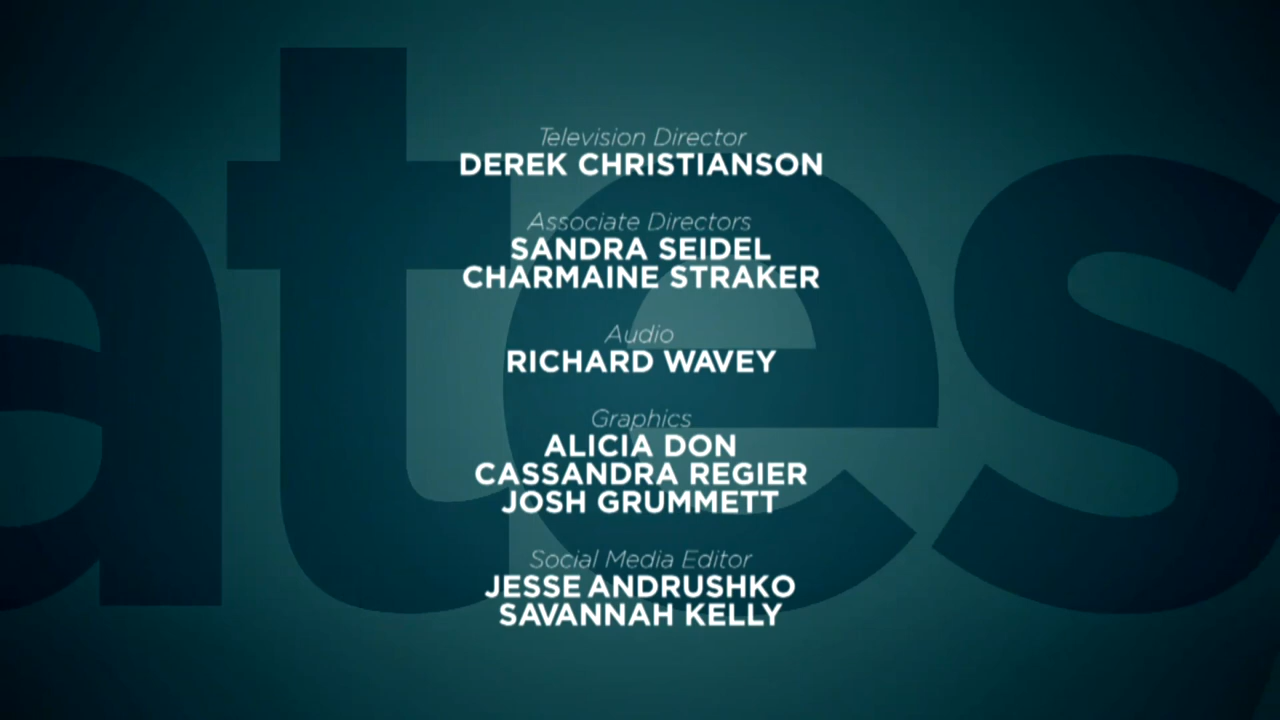 ates
Television Director
DEREK CHRISTIANSON
Associate Directors
SANDRA SEIDEL
CHARMAINE STRAKER
Audio
RICHARD WAVEY
Graphics
ALICIA DON
CASSANDRA REGIER
JOSH GRUMMETT
Social Media Editor
JESSE ANDRUSHKO
SAVANNAH KELLY